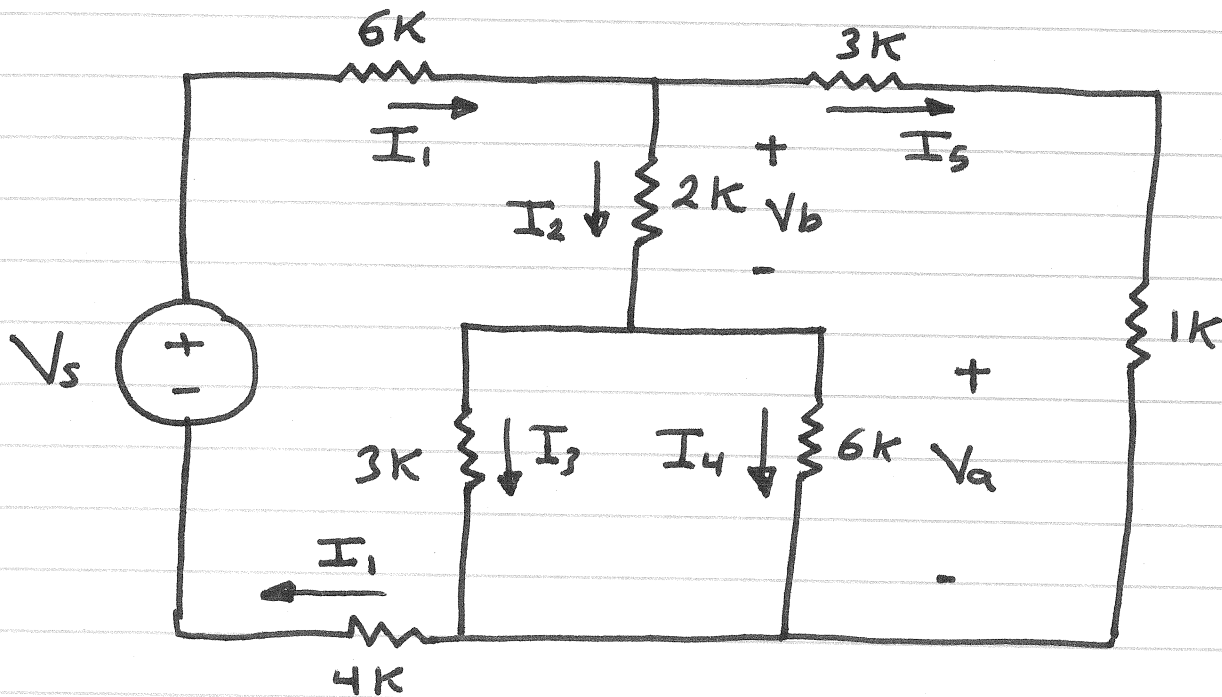 6K
3K
I1
I5
+
I2
2K
Vb
-
Vs
+
-
1K
+
3K
I3
I4
6K
Va
I1
-
4K